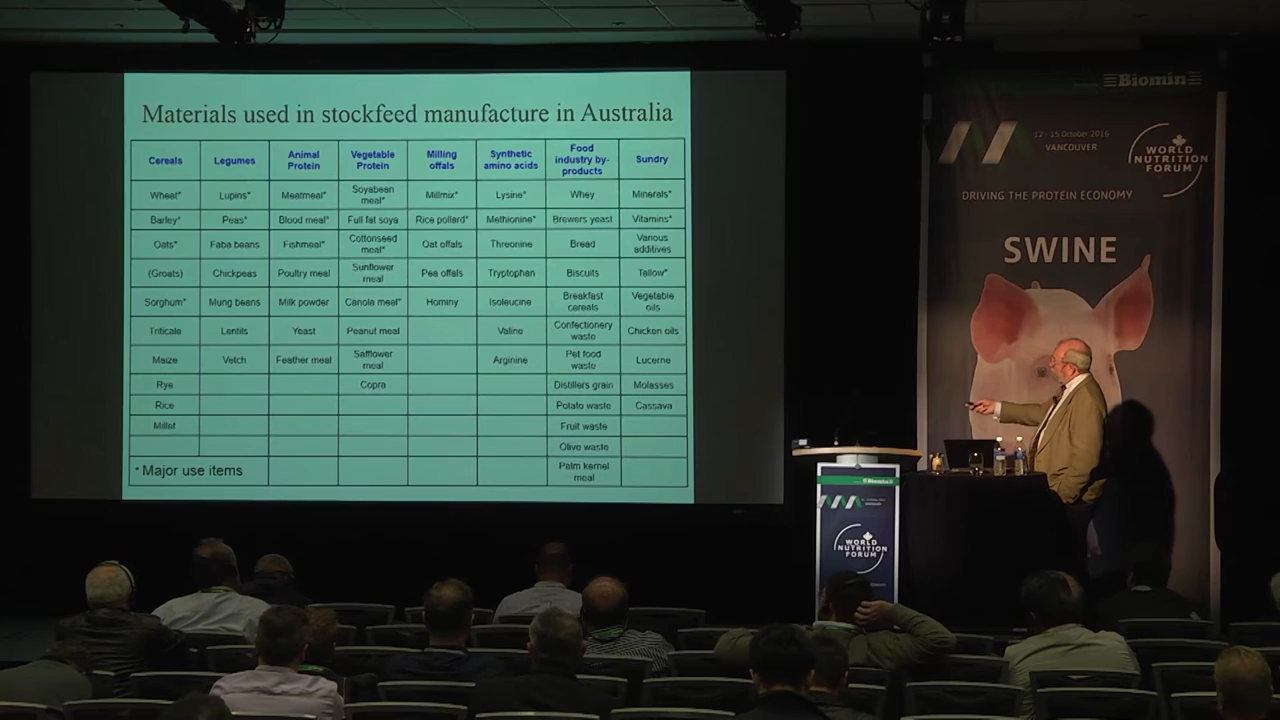 Materials used in stockfeed manufacture in Australia
Cereals Legumes Animal Protein Vegetable Protein Milling offals Synthetic amino acids Food industry by-products Sundry
Wheat* Lupins* Meatmeal* Soyabean meal* Millmix* Lysine* Whey Minerals*
Barley* Peas* Blood meal* Full fat soya Rice pollard* Methionine* Brewers yeast Vitamins*
Oats* Faba beans Fishmeal* Cottonseed meal* Oat offals Threonine Bread Various additives
(Groats) Chickpeas Poultry meal Sunflower meal Pea offals Tryptophan Biscuits Tallow*
Sorghum* Mung beans Milk powder Canola meal* Hominy Isoleucine Breakfast cereals Vegetable oils
Triticale Lentils Yeast Peanut meal Valine Confectionery waste Chicken oils
Maize Vetch Feather meal Safflower meal Arginine Pet food waste Lucerne
Rye Copra Distillers grain Molasses
Rice Potato waste Cassava
Millet Fruit waste
Olive waste
* Major use items Palm kernel meal
Biomin
12 - 15 October 2016
VANCOUVER
WORLD
NUTRITION
FORUM
DRIVING THE PROTEIN ECONOMY
SWINE
Biomin
WORLD
NUTRITION
FORUM